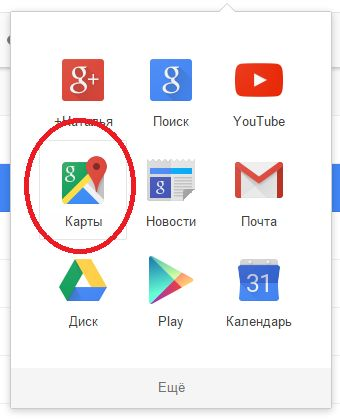 +Наталья Поиск YouTube
Карты Новости Почта
Диск Play Календарь
Ещё